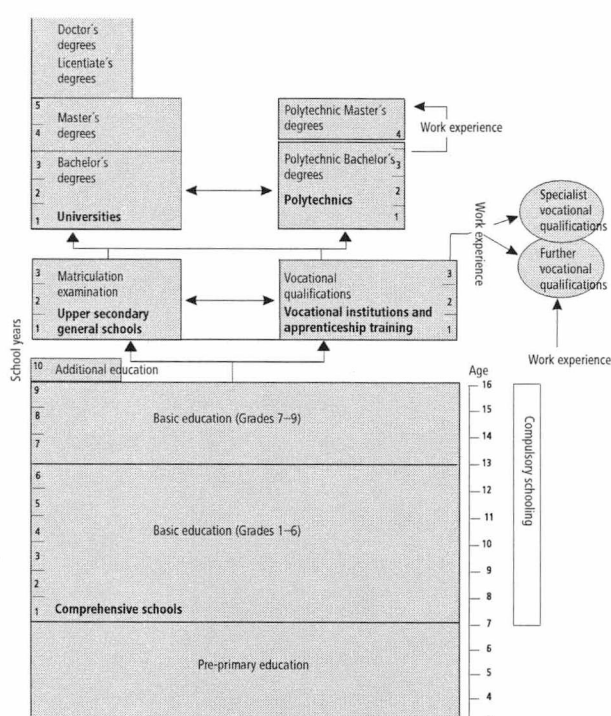 Doctor´s
degrees
Licentiate´s
degrees
5
4
Master´s
degrees
3
2
1
Bachelor´s
degrees
Universities
Polytechnic Master´s
degrees
4
Work experience
Polytechnic Bachelor´s
degrees
3
2
1
Polytechnics
Work experience
Specialist
vocational
qualifications
Further
vocational
qualifications
Work experience
3
2
1
Matriculation
examination
Upper secondary
general schools
Vocational
qualifications
Vocational institutions and
apprenticeship training
3
2
1
School years
10 Additional education
9
8
7
Basic education (Grades 7–9)
6
5
4
3
2
1
Basic education (Grades 1–6)
Comprehensive schools
Pre-primary education
Age
16
15
14
13
12
11
10
9
8
7
6
5
4
Compulsory schooling